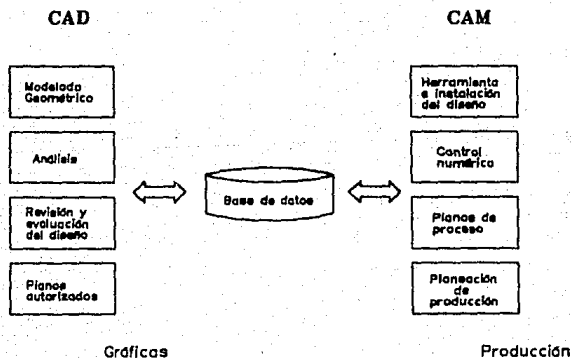 CAD
CAM
Modelado
Geométrico
Análisis
Revisión y
evaluación
del diseño
Planos
autorizados
Base de datos
Herramienta
e instalación
del diseño
Control
numérico
Planos de
proceso
Planeación
de
producción
Gráficas
Producción